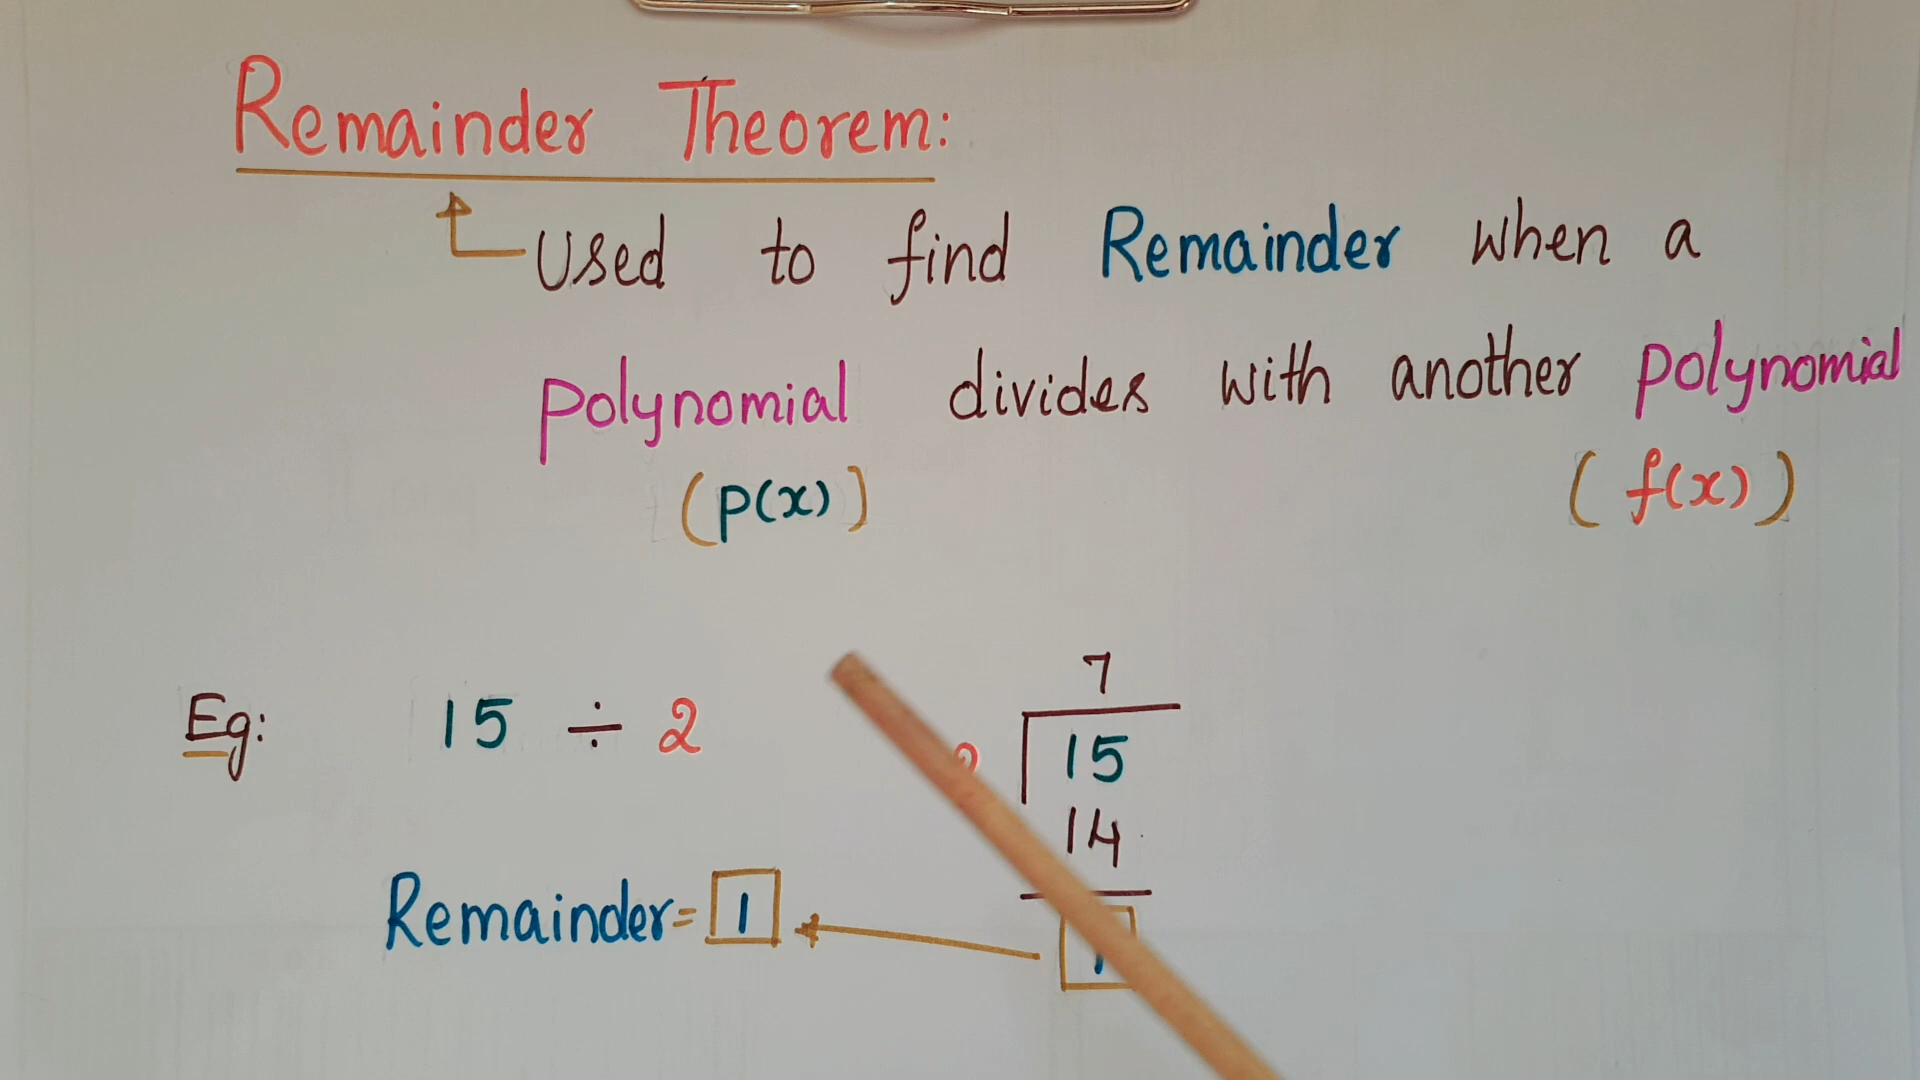 Remainder Theorem:
Used to find Remainder when a
polynomial divides with another polynomial
(p(x)) (f(x))
7
Eg: 15 ÷ 2 15
14
Remainder= 1